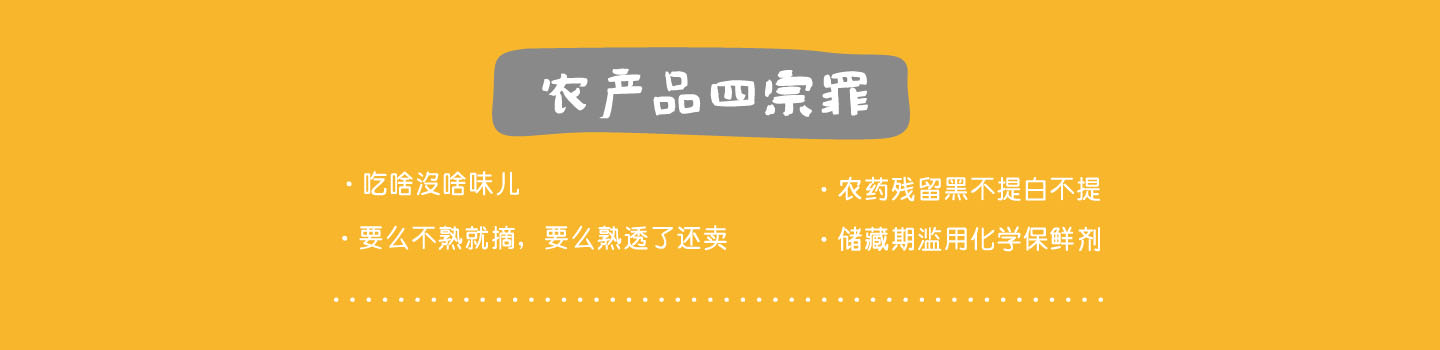 农产品四宗罪
·吃啥沒啥味儿
·农药残留黑不提白不提
·要么不熟就摘，要么熟透了还卖
·储藏期滥用化学保鲜剂